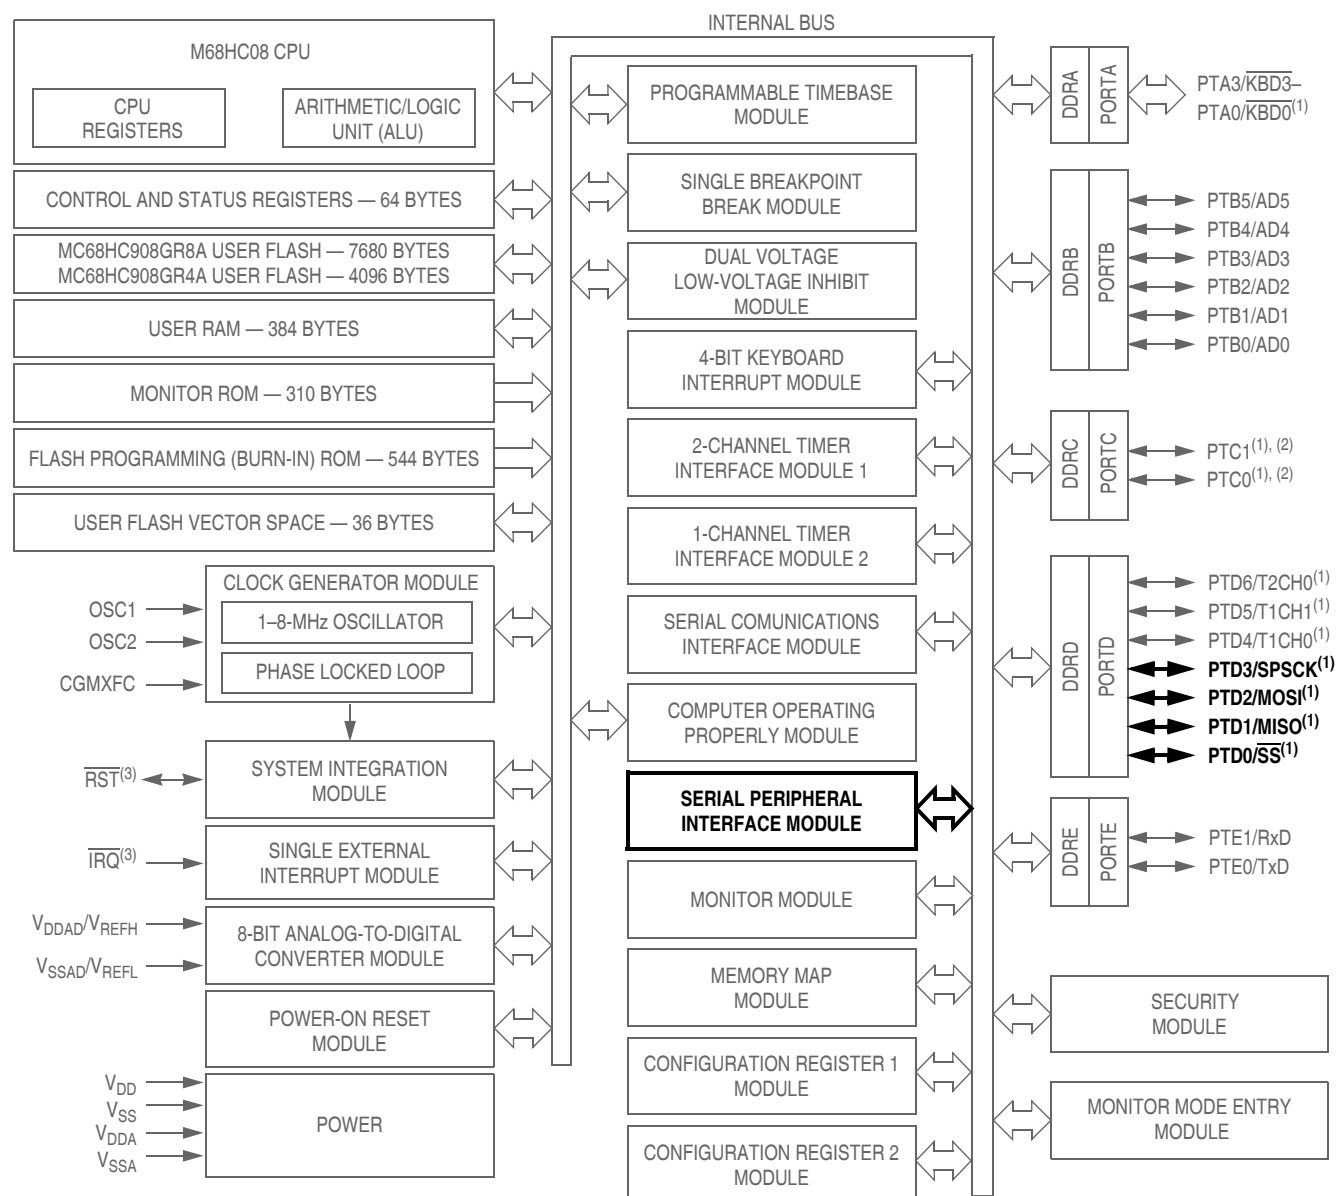 INTERNAL BUS
M68HC08 CPU
CPU
REGISTERS
ARITHMETIC/LOGIC
UNIT (ALU)
CONTROL AND STATUS REGISTERS — 64 BYTES
MC68HC908GR8A USER FLASH — 7680 BYTES
MC68HC908GR4A USER FLASH — 4096 BYTES
USER RAM — 384 BYTES
MONITOR ROM — 310 BYTES
FLASH PROGRAMMING (BURN-IN) ROM — 544 BYTES
USER FLASH VECTOR SPACE — 36 BYTES
CLOCK GENERATOR MODULE
1–8-MHz OSCILLATOR
PHASE LOCKED LOOP
OSC1
OSC2
CGMXFC
SYSTEM INTEGRATION
MODULE
RST(3)
SINGLE EXTERNAL
INTERRUPT MODULE
IRQ(3)
8-BIT ANALOG-TO-DIGITAL
CONVERTER MODULE
VDDAD/VREFH
VSSAD/VREFL
POWER-ON RESET
MODULE
POWER
VDD
VSS
VDDA
VSSA
PROGRAMMABLE TIMEBASE
MODULE
SINGLE BREAKPOINT
BREAK MODULE
DUAL VOLTAGE
LOW-VOLTAGE INHIBIT
MODULE
4-BIT KEYBOARD
INTERRUPT MODULE
2-CHANNEL TIMER
INTERFACE MODULE 1
1-CHANNEL TIMER
INTERFACE MODULE 2
SERIAL COMUNICATIONS
INTERFACE MODULE
COMPUTER OPERATING
PROPERLY MODULE
SERIAL PERIPHERAL
INTERFACE MODULE
MONITOR MODULE
MEMORY MAP
MODULE
CONFIGURATION REGISTER 1
MODULE
CONFIGURATION REGISTER 2
MODULE
DDRA
PORTA
PTA3/KBD3–
PTA0/KBD0(1)
DDRB
PORTB
PTB5/AD5
PTB4/AD4
PTB3/AD3
PTB2/AD2
PTB1/AD1
PTB0/AD0
DDRC
PORTC
PTC1(1), (2)
PTC0(1), (2)
DDRD
PORTD
PTD6/T2CH0(1)
PTD5/T1CH1(1)
PTD4/T1CH0(1)
PTD3/SPSCK(1)
PTD2/MOSI(1)
PTD1/MISO(1)
PTD0/SS(1)
DDRE
PORTE
PTE1/RxD
PTE0/TxD
SECURITY
MODULE
MONITOR MODE ENTRY
MODULE